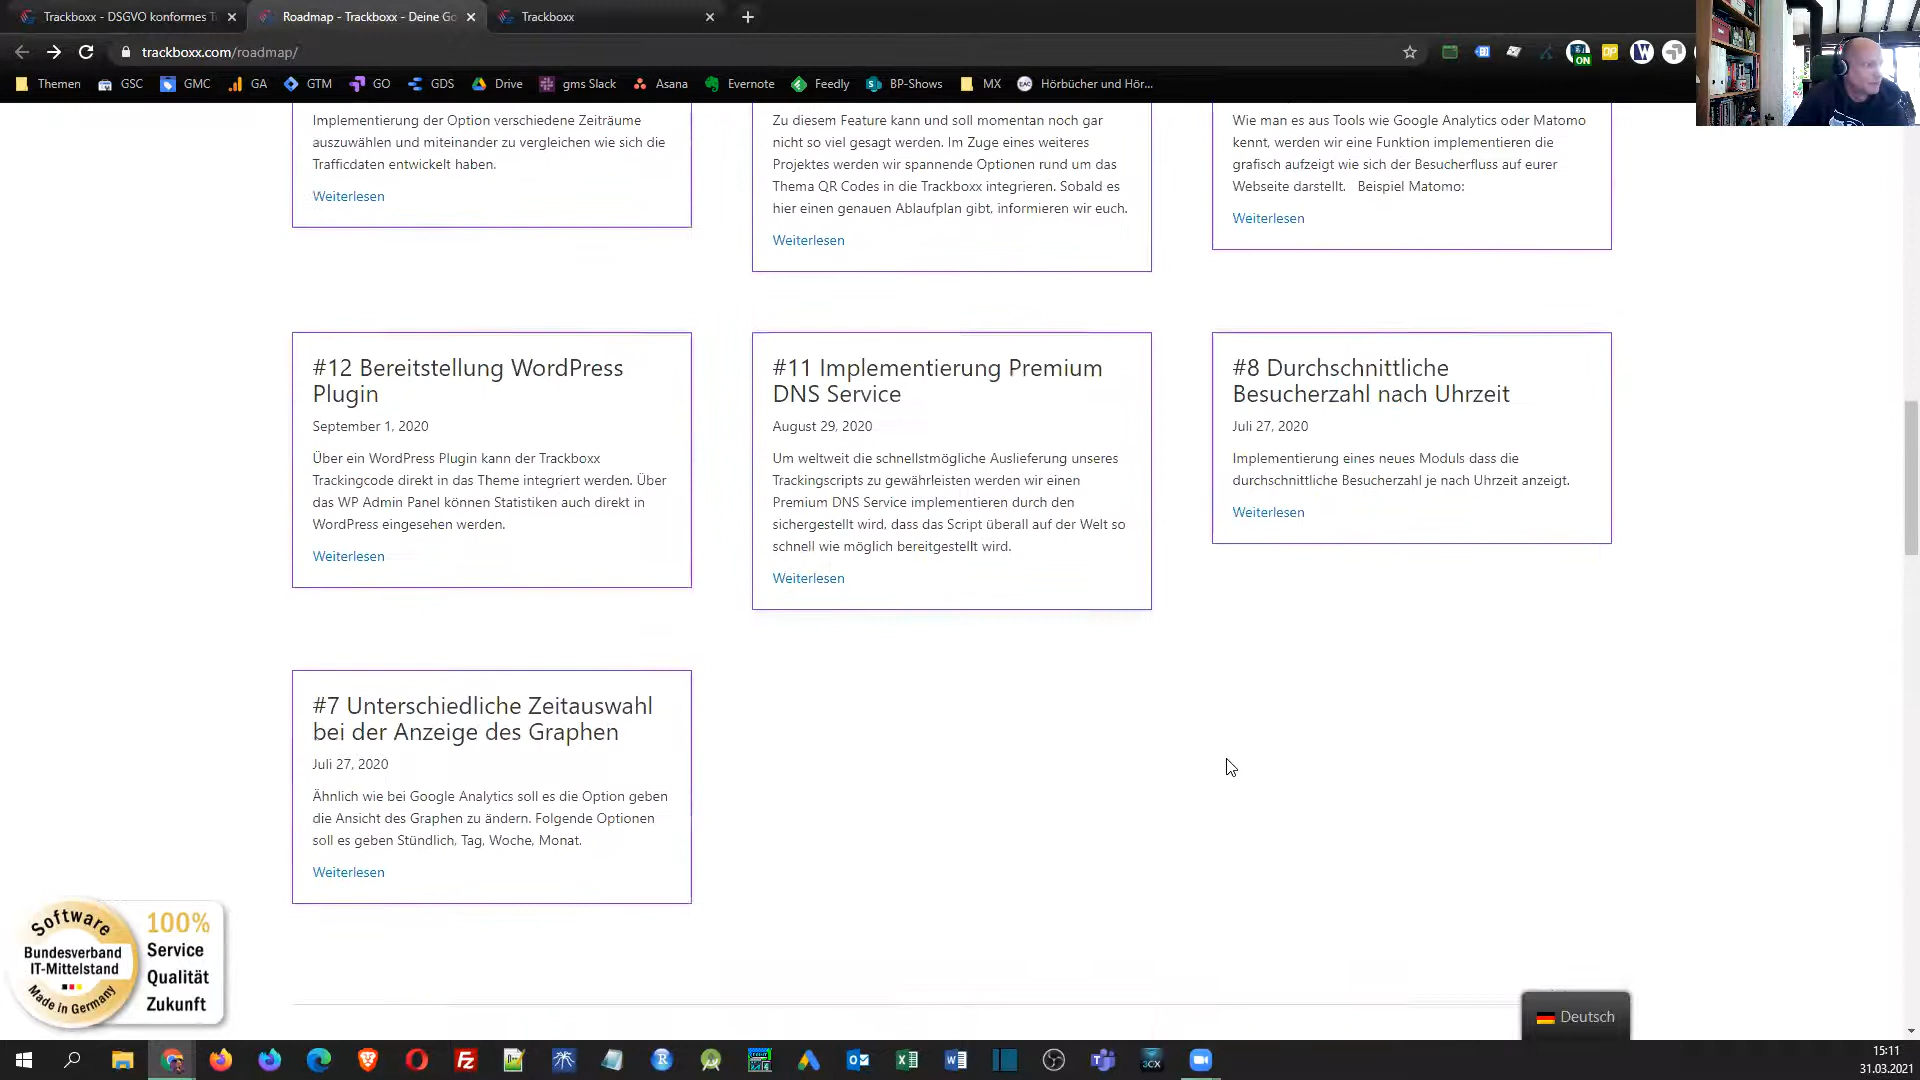 Trackboxx - DSGVO konformes T
Roadmap - Trackboxx - Deine Go
Trackboxx
trackboxx.com/roadmap/
ON
Themen
GSC
GMC
GA
GTM
GO
GDS
Drive
gms Slack
Asana
Evernote
Feedly
BP-Shows
MX
Hörbücher und Hör...
Implementierung der Option verschiedene Zeiträume
auszuwählen und miteinander zu vergleichen wie sich die
Trafficdaten entwickelt haben.
Weiterlesen
Zu diesem Feature kann und soll momentan noch gar
nicht so viel gesagt werden. Im Zuge eines weiteres
Projektes werden wir spannende Optionen rund um das
Thema QR Codes in die Trackboxx integrieren. Sobald es
hier einen genauen Ablaufplan gibt, informieren wir euch.
Weiterlesen
Wie man es aus Tools wie Google Analytics oder Matomo
kennt, werden wir eine Funktion implementieren die
grafisch aufzeigt wie sich der Besucherfluss auf eurer
Webseite darstellt.   Beispiel Matomo:
Weiterlesen
#12 Bereitstellung WordPress
Plugin
September 1, 2020
Über ein WordPress Plugin kann der Trackboxx
Trackingcode direkt in das Theme integriert werden. Über
das WP Admin Panel können Statistiken auch direkt in
WordPress eingesehen werden.
Weiterlesen
#11 Implementierung Premium
DNS Service
August 29, 2020
Um weltweit die schnellstmögliche Auslieferung unseres
Trackingscripts zu gewährleisten werden wir einen
Premium DNS Service implementieren durch den
sichergestellt wird, dass das Script überall auf der Welt so
schnell wie möglich bereitgestellt wird.
Weiterlesen
#8 Durchschnittliche
Besucherzahl nach Uhrzeit
Juli 27, 2020
Implementierung eines neues Moduls dass die
durchschnittliche Besucherzahl je nach Uhrzeit anzeigt.
Weiterlesen
#7 Unterschiedliche Zeitauswahl
bei der Anzeige des Graphen
Juli 27, 2020
Ähnlich wie bei Google Analytics soll es die Option geben
die Ansicht des Graphen zu ändern. Folgende Optionen
soll es geben Stündlich, Tag, Woche, Monat.
Weiterlesen
Software
Bundesverband
IT-Mittelstand
Made in Germany
100%
Service
Qualität
Zukunft
Deutsch
15:11
31.03.2021